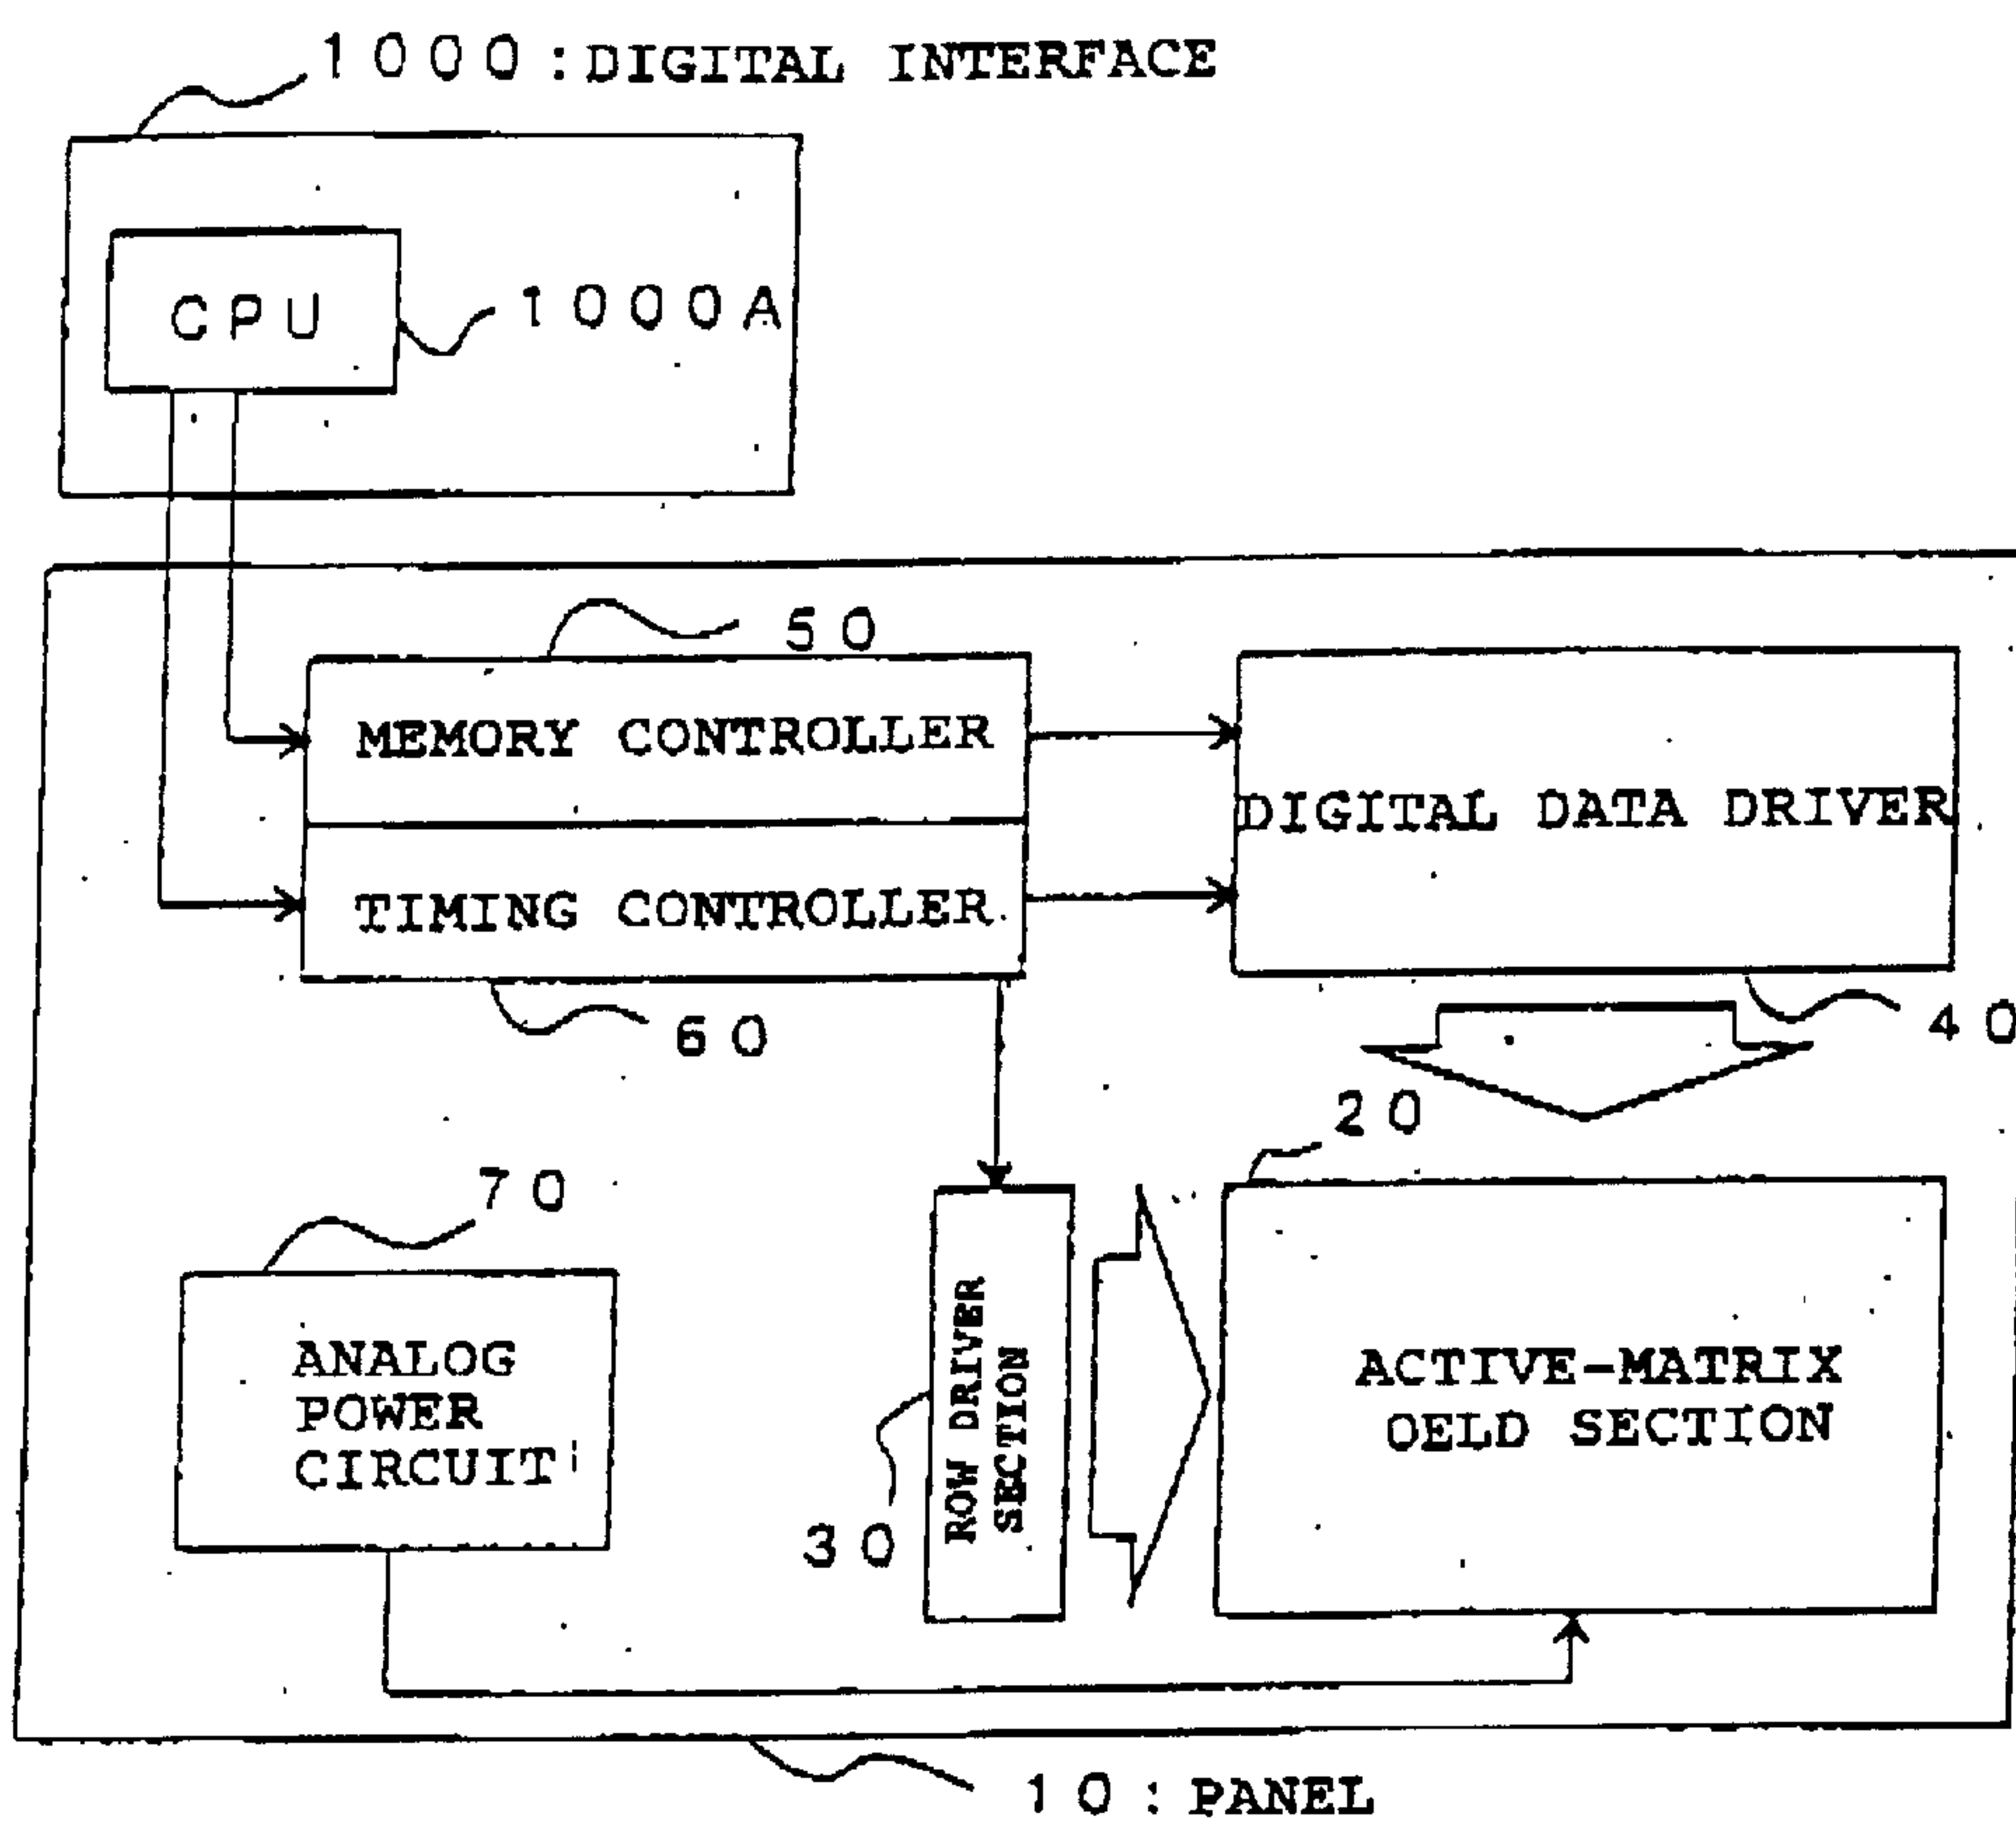 1000:DIGITAL INTERFACE
CPU
1000A
50
MEMORY CONTROLLER
DIGITAL DATA DRIVER
TIMING CONTROLLER
60
40
20
70
ANALOG
POWER
CIRCUIT
ROW DRIVER
SECTION
30
ACTIVE-MATRIX
OELD SECTION
10:PANEL